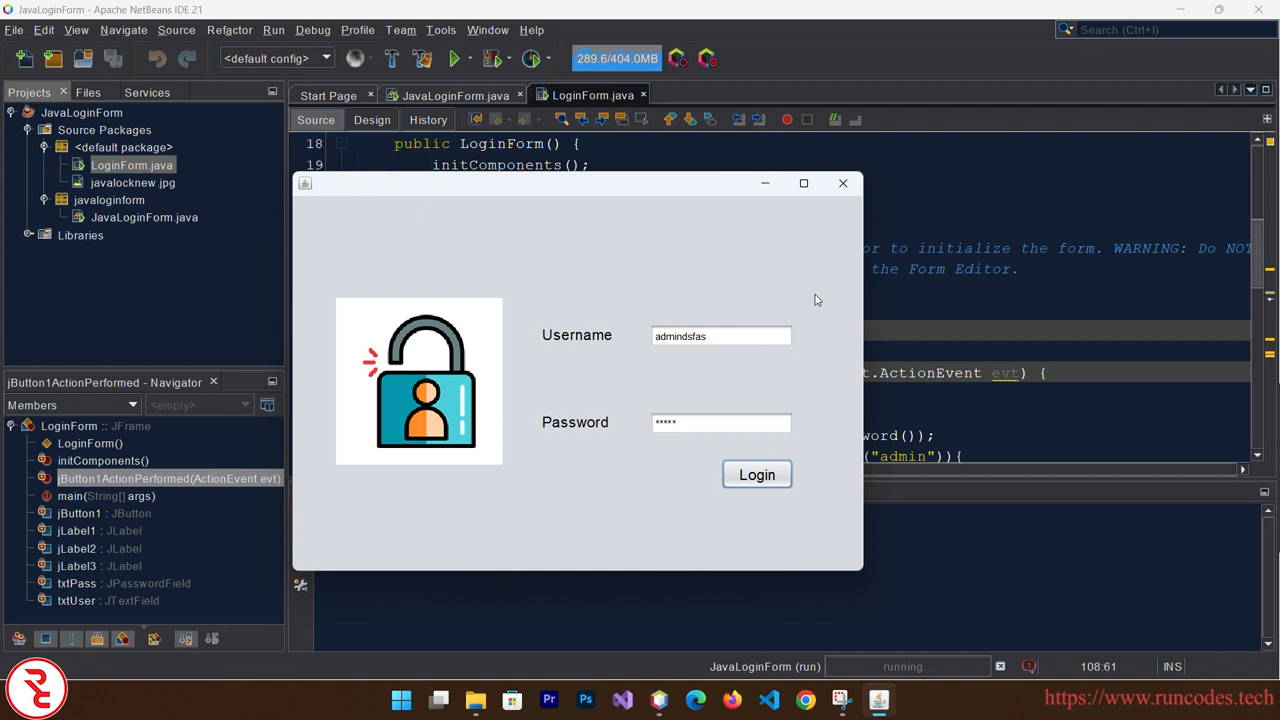 JavaLoginForm - Apache NetBeans IDE 21
File Edit View Navigate Source Refactor Run Debug Profile Team Tools Window Help
Search (Ctrl+I)
<default config>
289.6/404.0MB
Projects Files Services
Start Page JavaLoginForm.java LoginForm.java
JavaLoginForm
Source Packages
<default package>
LoginForm.java
javalocknew.jpg
javaloginform
JavaLoginForm.java
Libraries
Source Design History
18 public LoginForm() {
19 initComponents();
or to initialize the form. WARNING: Do NOT
the Form Editor.
t.ActionEvent evt) {
word());
("admin")){
Username
admindsfas
Password
*****
Login
jButton1ActionPerformed - Navigator
Members
<empty>
LoginForm :: JFrame
LoginForm()
initComponents()
jButton1ActionPerformed(ActionEvent evt)
main(String[] args)
jButton1 : JButton
jLabel1 : JLabel
jLabel2 : JLabel
jLabel3 : JLabel
txtPass : JPasswordField
txtUser : JTextField
JavaLoginForm (run) running... 1 108:61 INS
https://www.runcodes.tech